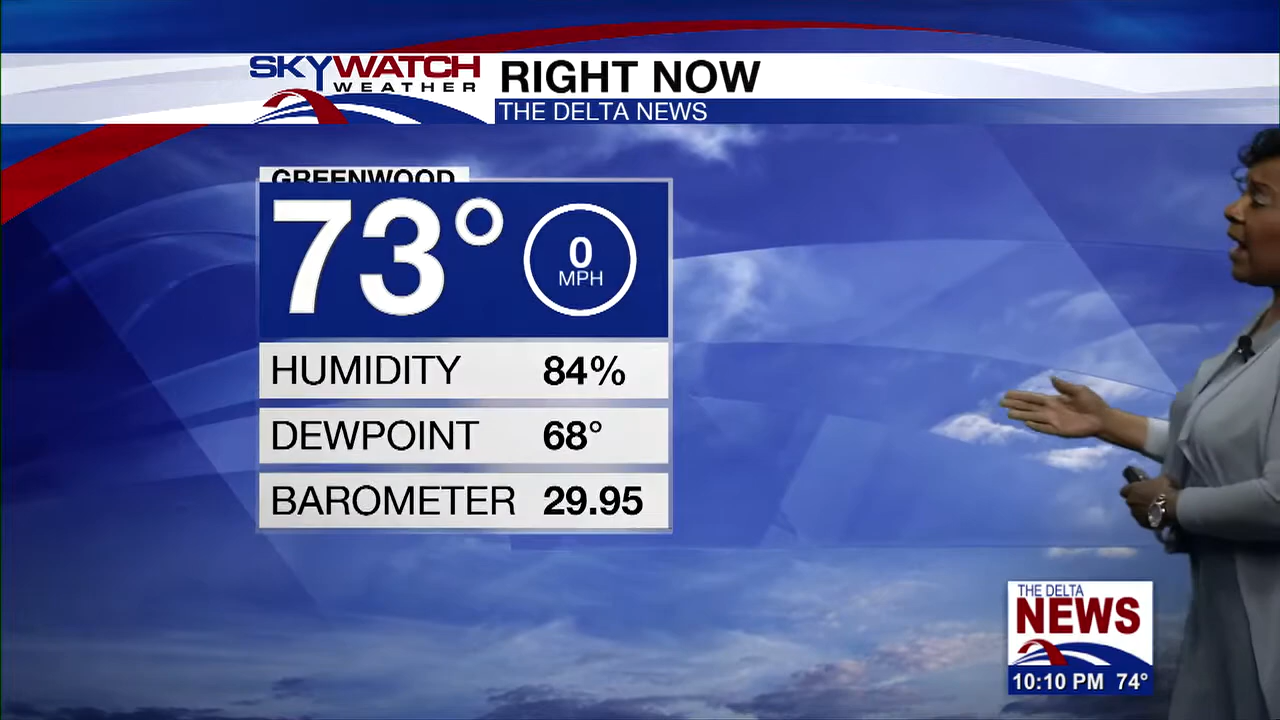 SKYWATCH
WEATHER
RIGHT NOW
THE DELTA NEWS
GREENWOOD
73°
0
MPH
HUMIDITY 84%
DEWPOINT 68°
BAROMETER 29.95
THE DELTA
NEWS
10:10 PM 74°